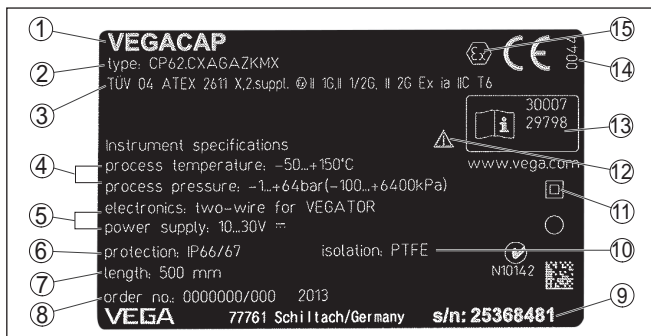 1 VEGACAP 15 0044
2 type: CP62.CXAGAZKMX 14
3 TÜV 04 ATEX 2611 X,2.suppl. II 1G,II 1/2G, II 2G Ex ia IIC T6
30007
29798 13
Instrument specifications
4 process temperature: -50...+150°C www.vega.com 12
process pressure: -1...+64bar(-100...+6400kPa)
5 electronics: two-wire for VEGATOR 11
power supply: 10...30V
6 protection: IP66/67 isolation: PTFE 10
7 length: 500 mm N10142
8 order no.: 0000000/000 2013
VEGA 77761 Schiltach/Germany s/n: 25368481 9